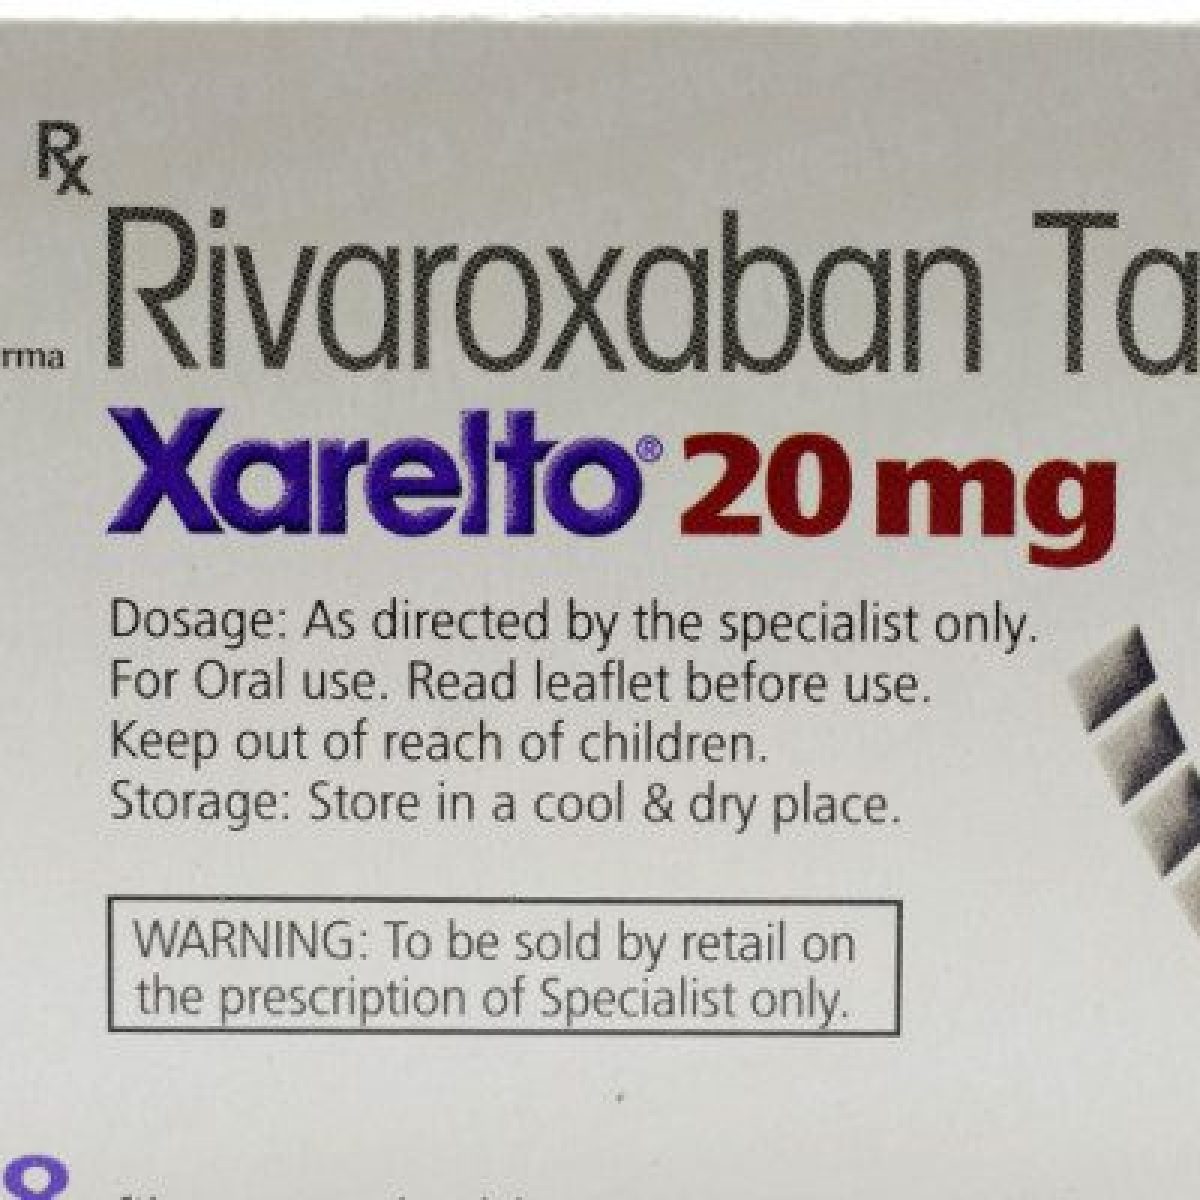 Rx
Rivaroxaban Ta
rma
Xarelto® 20 mg
Dosage: As directed by the specialist only.
For Oral use. Read leaflet before use.
Keep out of reach of children.
Storage: Store in a cool & dry place.
WARNING: To be sold by retail on
the prescription of Specialist only.